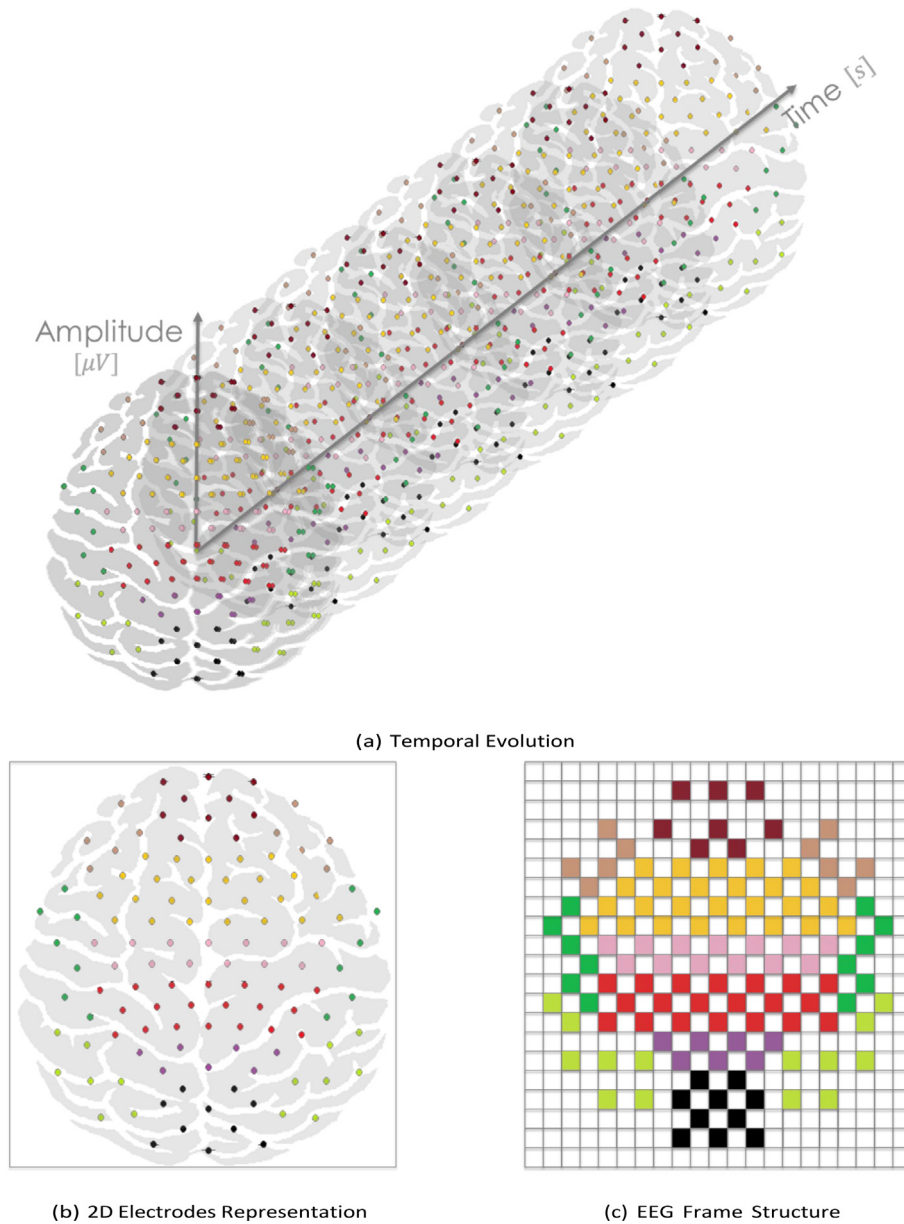 Time [s]
Amplitude
[μV]
(a) Temporal Evolution
(b) 2D Electrodes Representation
(c) EEG Frame Structure